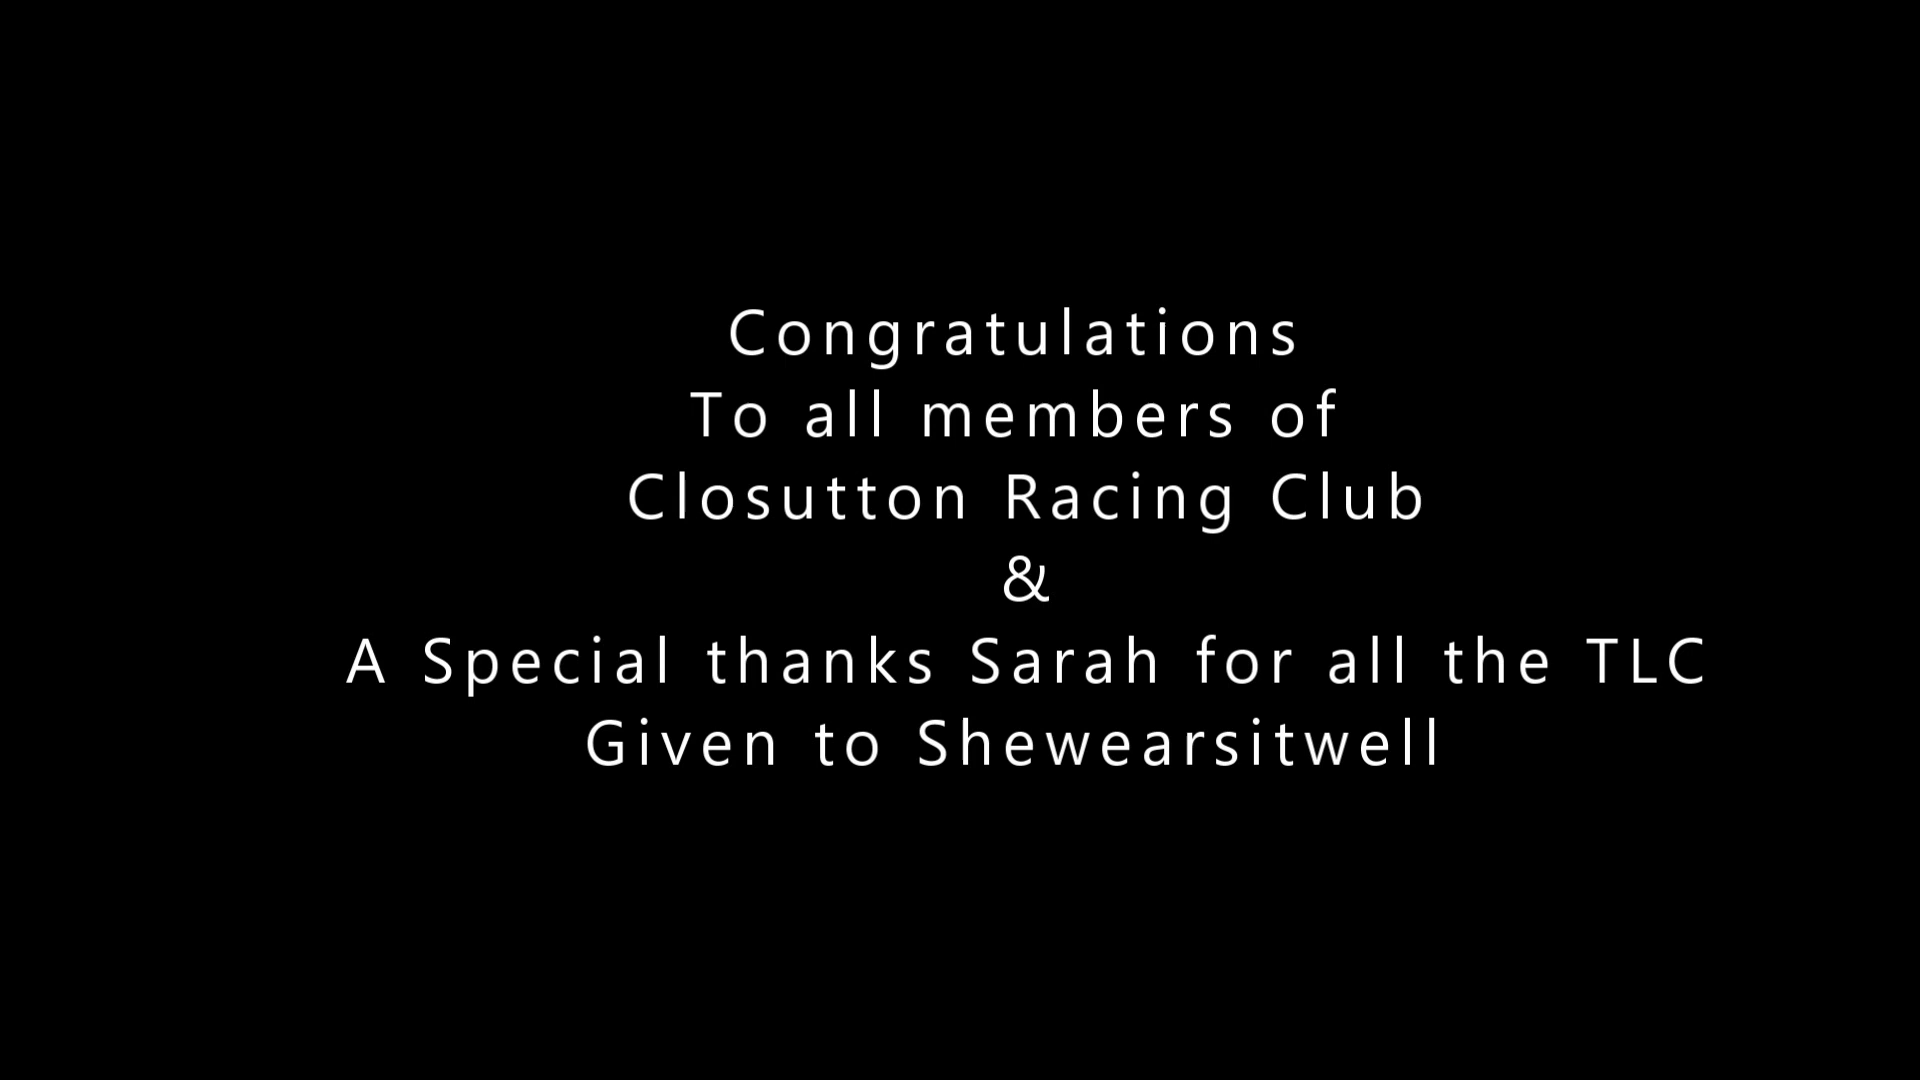 Congratulations
To all members of
Closutton Racing Club
&
A Special thanks Sarah for all the TLC
Given to Shewearsitwell